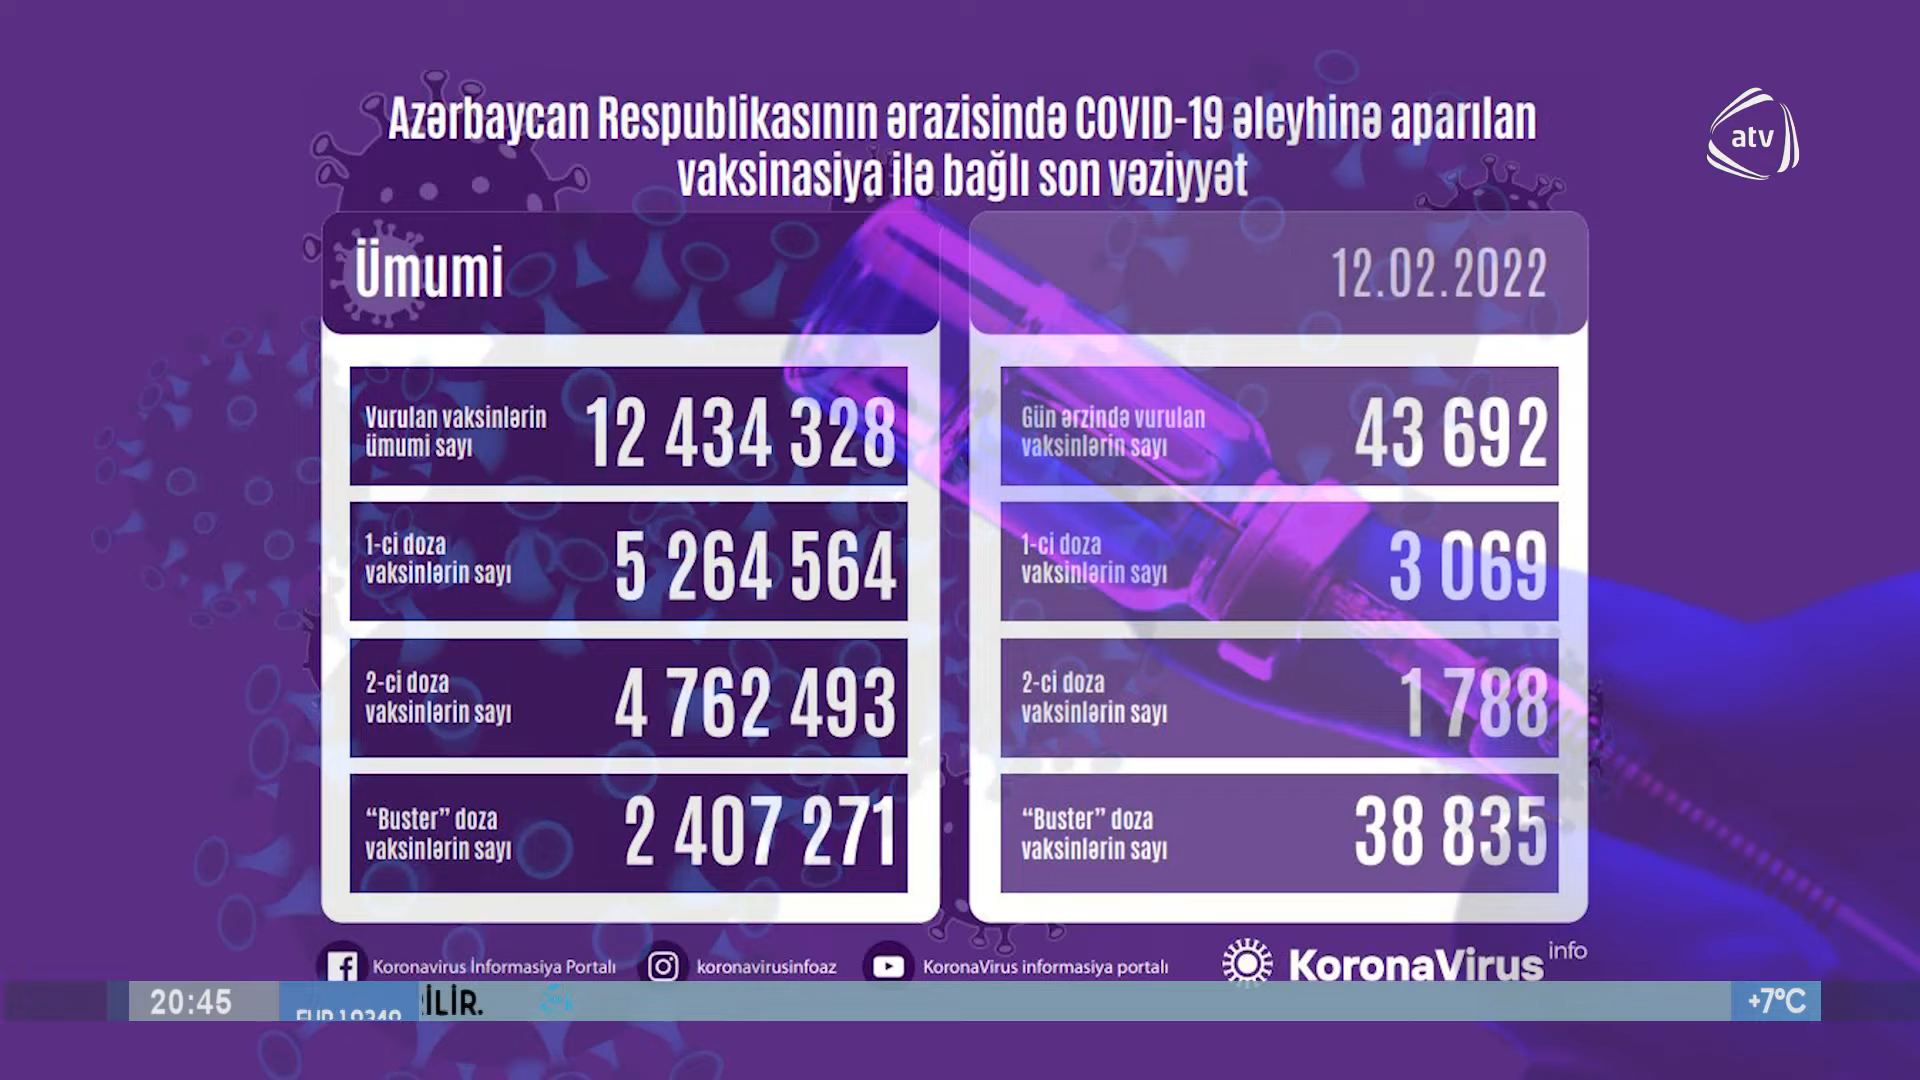 Azərbaycan Respublikasının ərazisində COVID-19 əleyhinə aparılan
vaksinasiya ilə bağlı son vəziyyət
atv
Ümumi
Vurulan vaksinlərin
ümumi sayı
12 434 328
1-ci doza
vaksinlərin sayı
5 264 564
2-ci doza
vaksinlərin sayı
4 762 493
“Buster” doza
vaksinlərin sayı
2 407 271
12.02.2022
Gün ərzində vurulan
vaksinlərin sayı
43 692
1-ci doza
vaksinlərin sayı
3 069
2-ci doza
vaksinlərin sayı
1 788
“Buster” doza
vaksinlərin sayı
38 835
Koronavirus İnformasiya Portalı
koronavirusinfoaz
KoronaVirus informasiya portalı
KoronaVirus info
20:45
İLİR.
+7°C